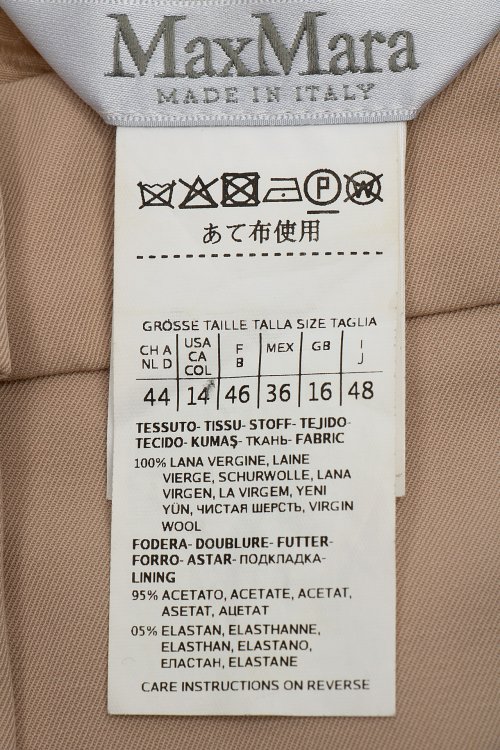 MaxMara
MADE IN ITALY
P W
あて布使用
GRÖSSE TAILLE TALLA SIZE TAGLIA
CH A NL D USA CA COL F B MEX GB I J
44 14 46 36 16 48
TESSUTO- TISSU- STOFF- TEJIDO-
TECIDO- KUMAŞ- ТКАНЬ- FABRIC
100% LANA VERGINE, LAINE
VIERGE, SCHURWOLLE, LANA
VIRGEN, LA VIRGEM, YENI
YÜN, ЧИСТАЯ ШЕРСТЬ, VIRGIN
WOOL
FODERA- DOUBLURE- FUTTER-
FORRO- ASTAR- ПОДКЛАДКА-
LINING
95% ACETATO, ACETATE, ACETAT,
ASETAT, АЦЕТАТ
05% ELASTAN, ELASTHANNE,
ELASTHAN, ELASTANO,
ЕЛАСТАН, ELASTANE
CARE INSTRUCTIONS ON REVERSE